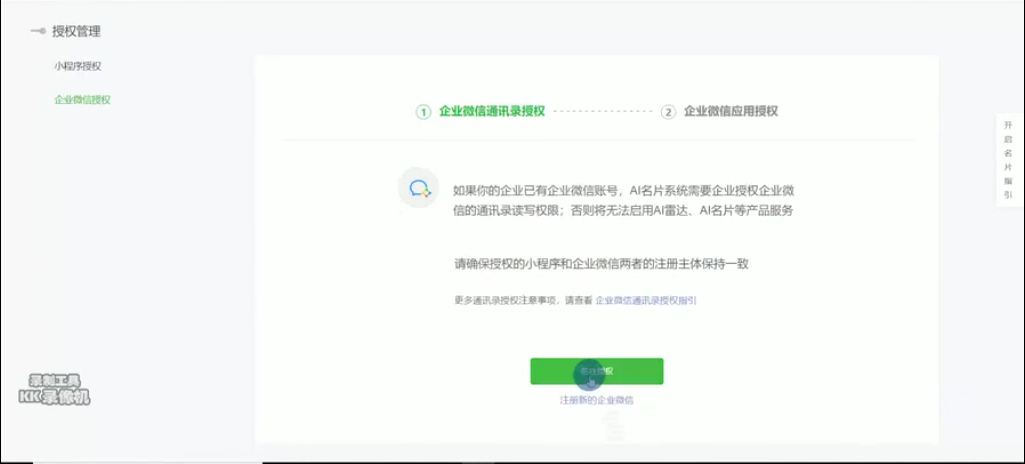 授权管理
小程序授权
企业微信授权
1 企业微信通讯录授权
2 企业微信应用授权
如果你的企业已有企业微信账号，AI名片系统需要企业授权企业微
信的通讯录读写权限；否则将无法启用AI雷达、AI名片等产品服务
请确保授权的小程序和企业微信两者的注册主体保持一致
更多通讯录授权注意事项，请查看 企业微信通讯录授权指引
前往授权
注册新的企业微信
开
启
名
片
指
引
录制工具
KK录像机